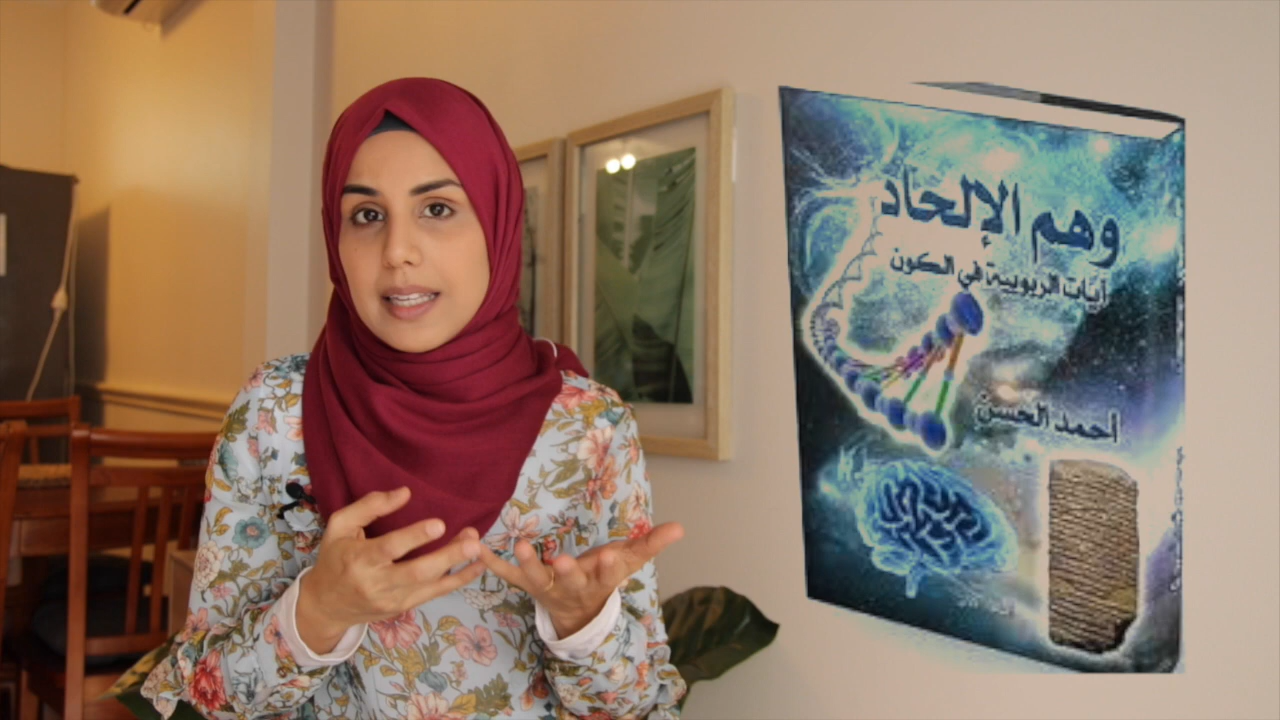 وهم الإلحاد
آيات الربوبية في الكون
أحمد الحسن